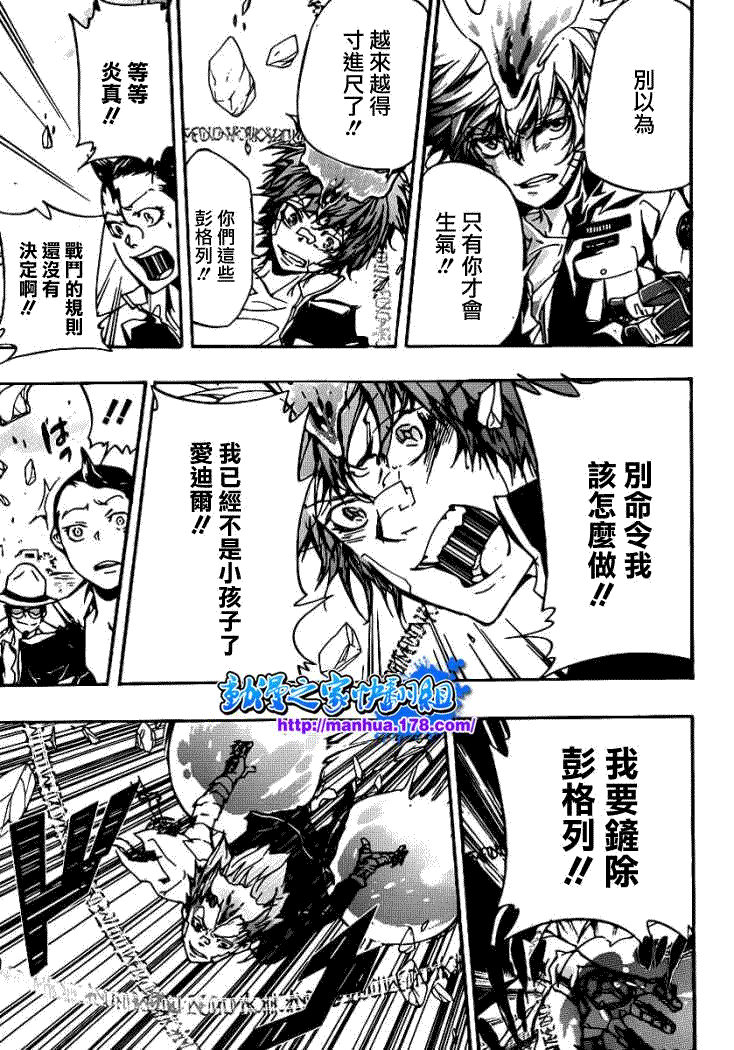 別以為
只有你才會
生氣!!
越來越得
寸進尺了!!
你們這些
彭格列!!
等等
炎真!!
戰鬥的規則
還沒有
決定啊!!
別命令我
該怎麼做!!
我已經不是小孩子了
愛迪爾!!
!!
はっ
動漫之家快翻組
http://manhua.178.com/
我要鏟除
彭格列!!